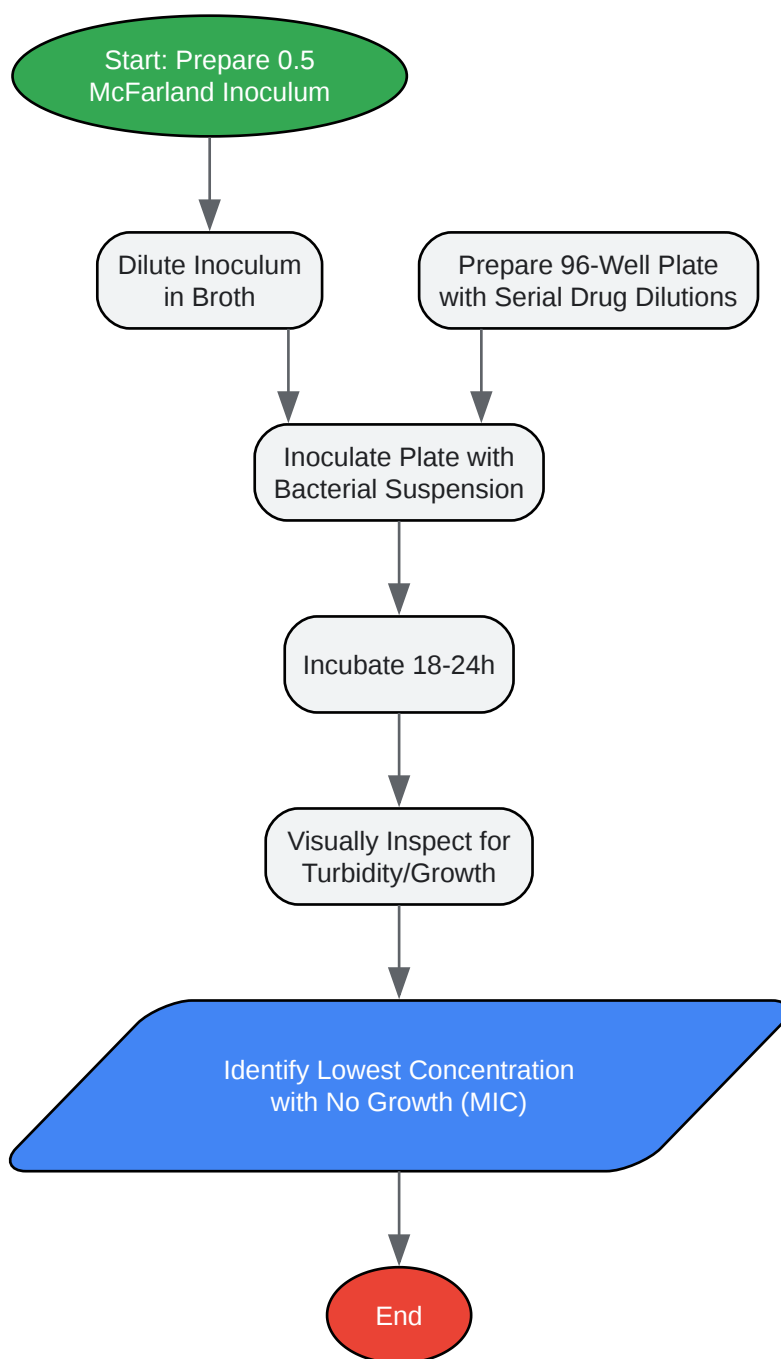 Start: Prepare 0.5
McFarland Inoculum
Dilute Inoculum
in Broth
Prepare 96-Well Plate
with Serial Drug Dilutions
Inoculate Plate with
Bacterial Suspension
Incubate 18-24h
Visually Inspect for
Turbidity/Growth
Identify Lowest Concentration
with No Growth (MIC)
End